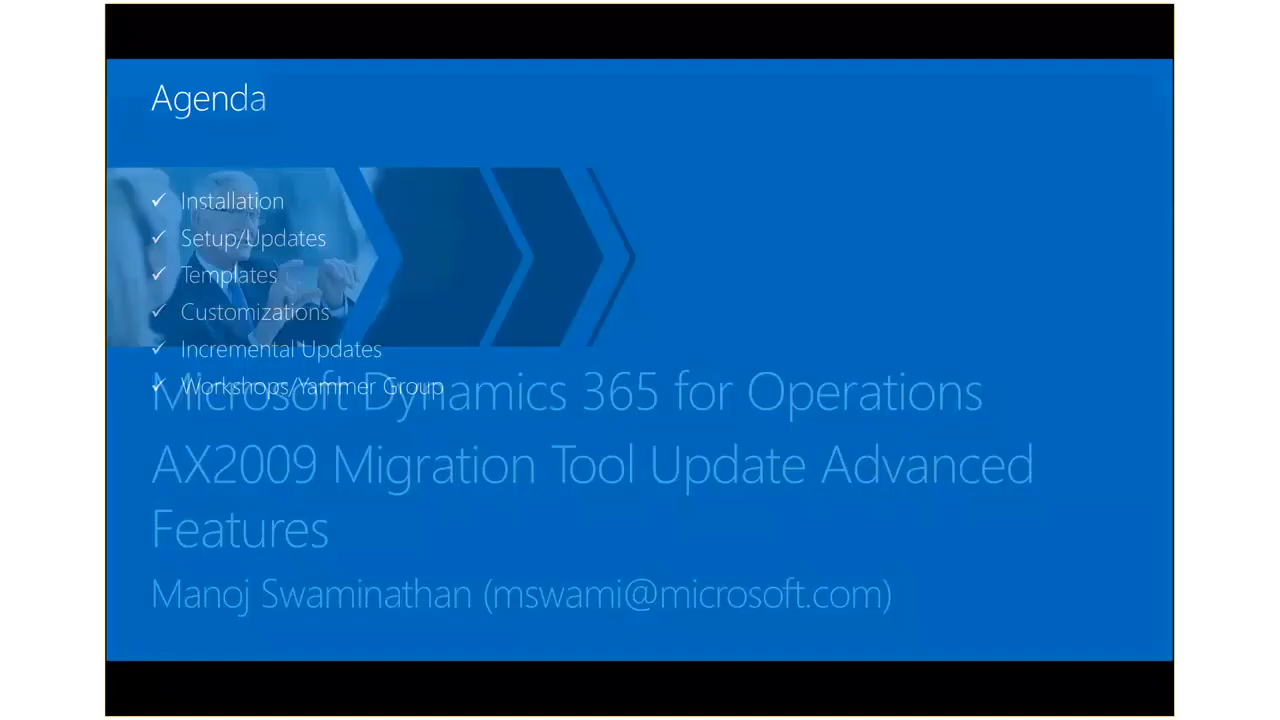 Agenda
Installation
Setup/Updates
Templates
Customizations
Incremental Updates
Workshops/Yammer Group
Microsoft Dynamics 365 for Operations
AX2009 Migration Tool Update Advanced
Features
Manoj Swaminathan (mswami@microsoft.com)